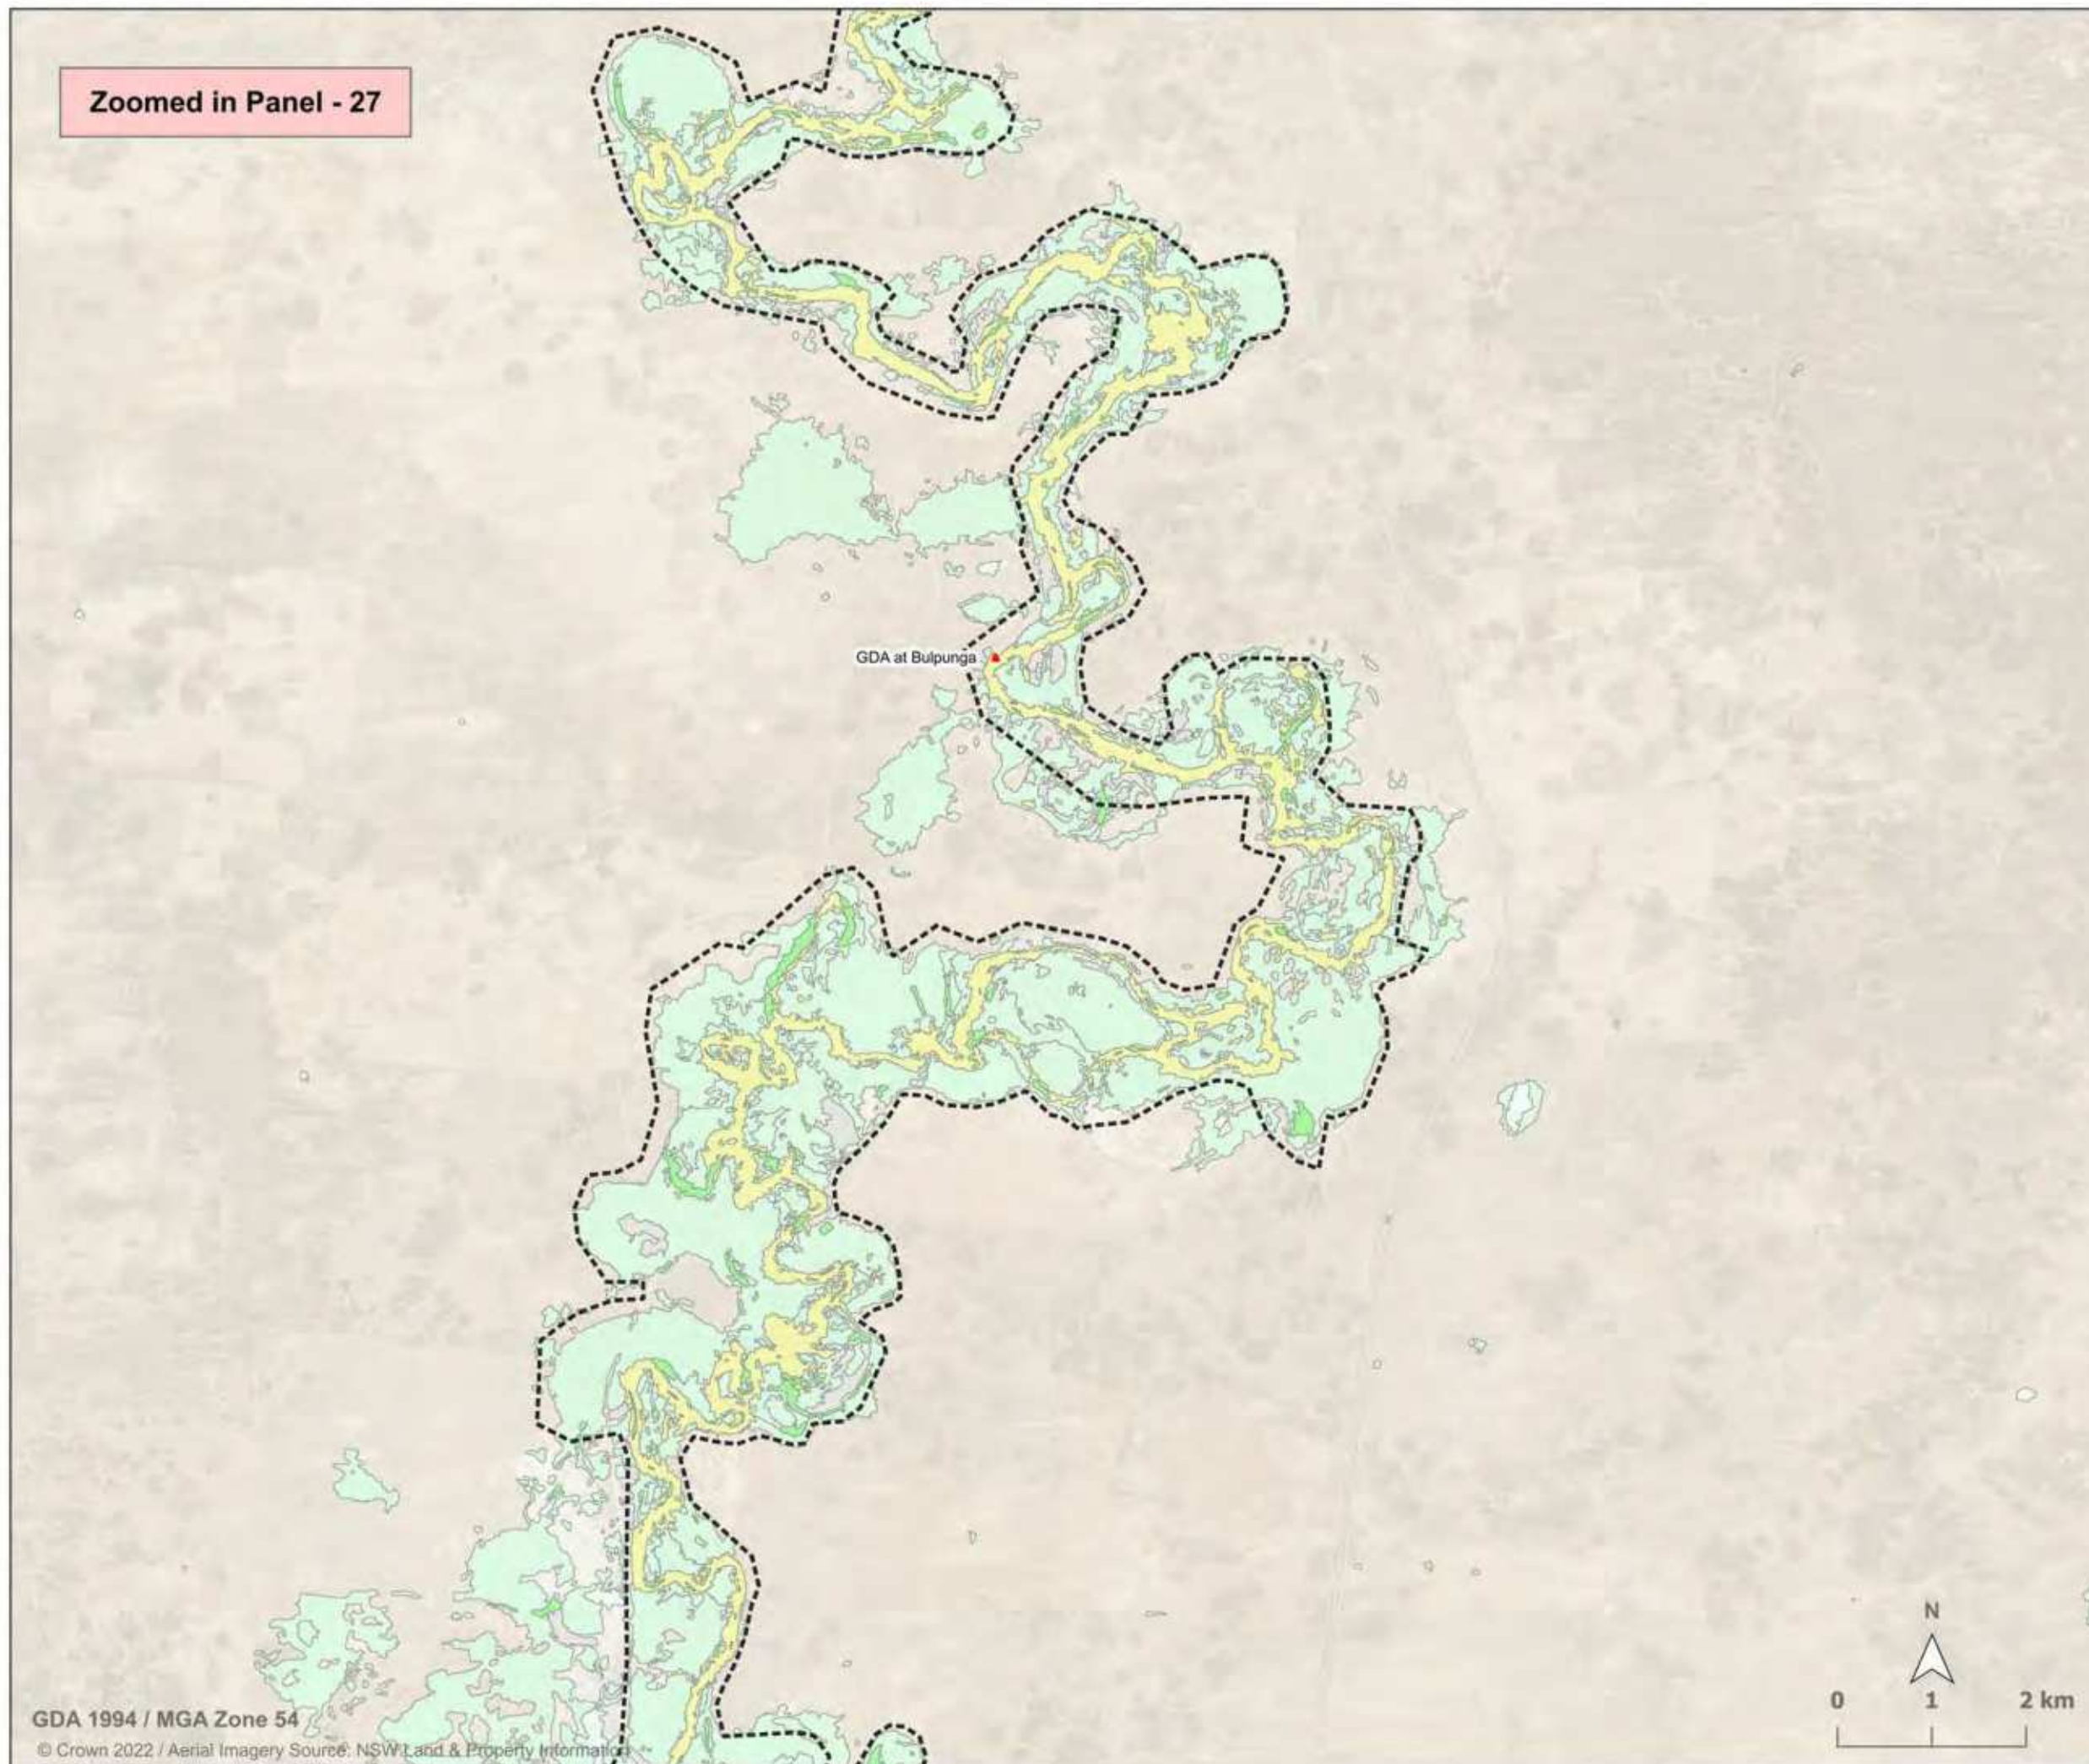 Zoomed in Panel - 27
GDA at Bulpunga
N
0 1 2 km
GDA 1994 / MGA Zone 54
© Crown 2022 / Aerial Imagery Source: NSW Land & Property Information